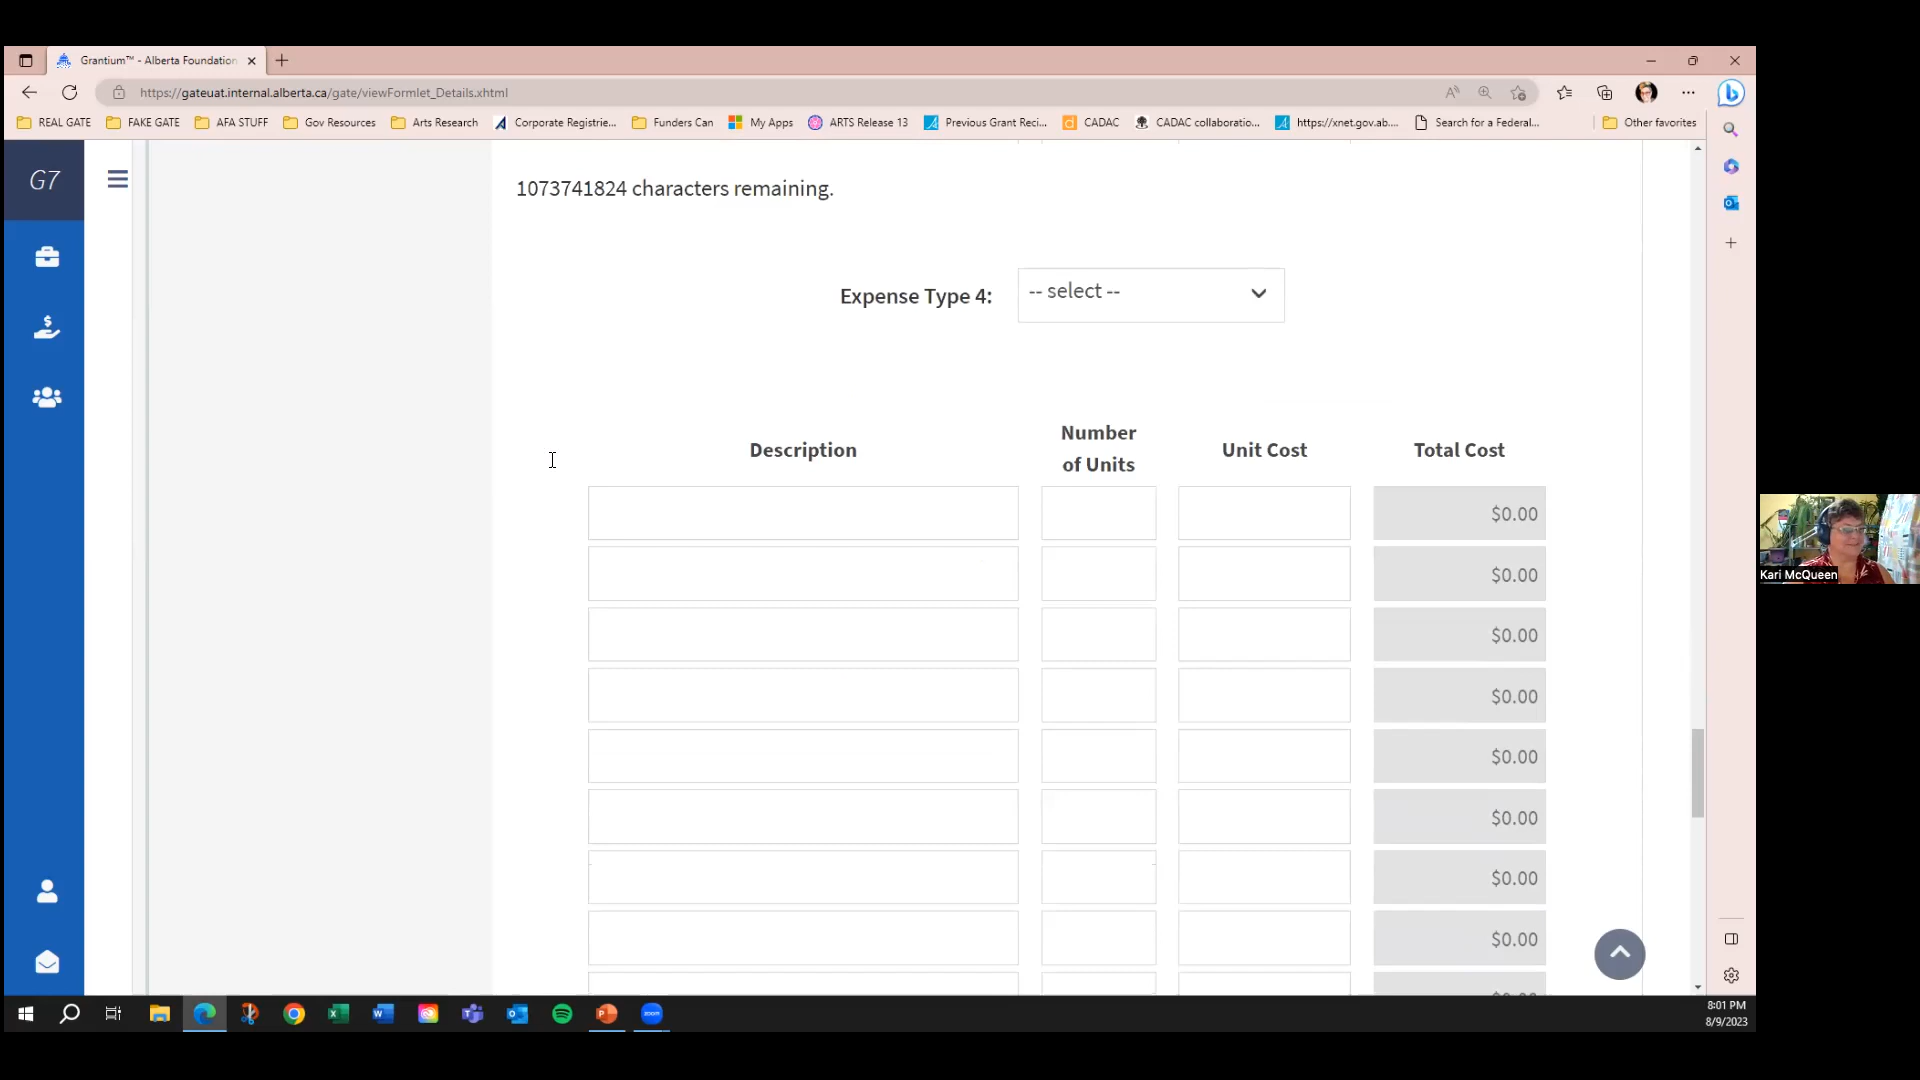 Grantium™ - Alberta Foundation
https://gateuat.internal.alberta.ca/gate/viewFormlet_Details.xhtml
REAL GATE FAKE GATE AFA STUFF Gov Resources Arts Research Corporate Registrie... Funders Can My Apps ARTS Release 13 Previous Grant Reci... CADAC CADAC collaboratio... https://xnet.gov.ab.... Search for a Federal... Other favorites
G7
1073741824 characters remaining.
Expense Type 4: -- select --
Description Number of Units Unit Cost Total Cost
$0.00
$0.00
$0.00
$0.00
$0.00
$0.00
$0.00
$0.00
Kari McQueen
zoom
8:01 PM
8/9/2023